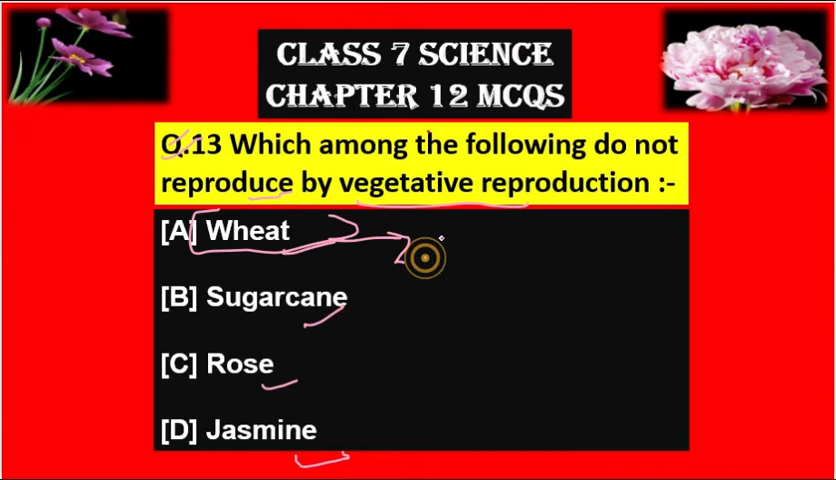 CLASS 7 SCIENCE
CHAPTER 12 MCQS
Q.13 Which among the following do not
reproduce by vegetative reproduction :-
[A] Wheat
[B] Sugarcane
[C] Rose
[D] Jasmine